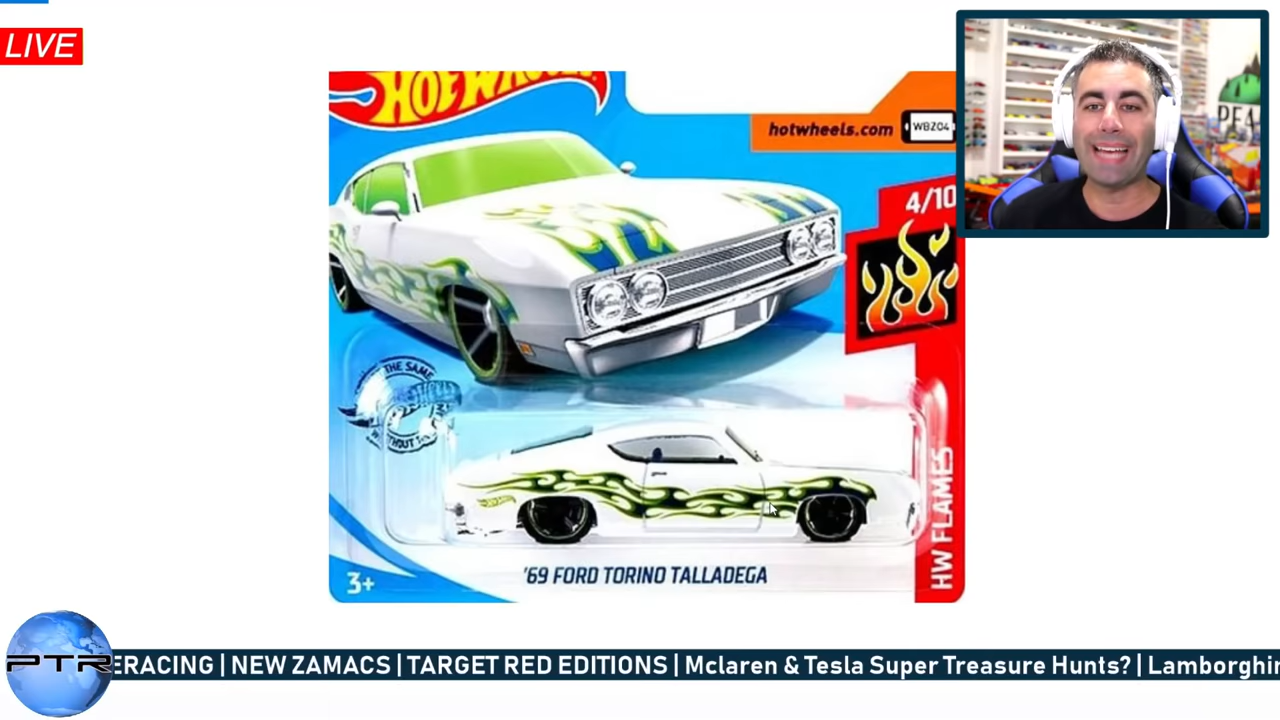 LIVE
HOT WHEELS
hotwheels.com
WBZ04
4/10
THE SAME
HW FLAMES
'69 FORD TORINO TALLADEGA
3+
PTR
ERACING | NEW ZAMACS | TARGET RED EDITIONS | Mclaren & Tesla Super Treasure Hunts? | Lamborghin